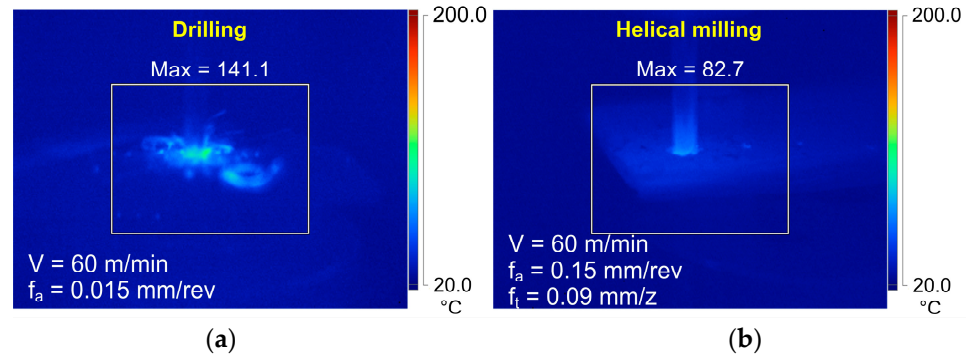 Drilling
Max = 141.1
V = 60 m/min
fa = 0.015 mm/rev
200.0
20.0
°C
(a)
Helical milling
Max = 82.7
V = 60 m/min
fa = 0.15 mm/rev
ft = 0.09 mm/z
200.0
20.0
°C
(b)